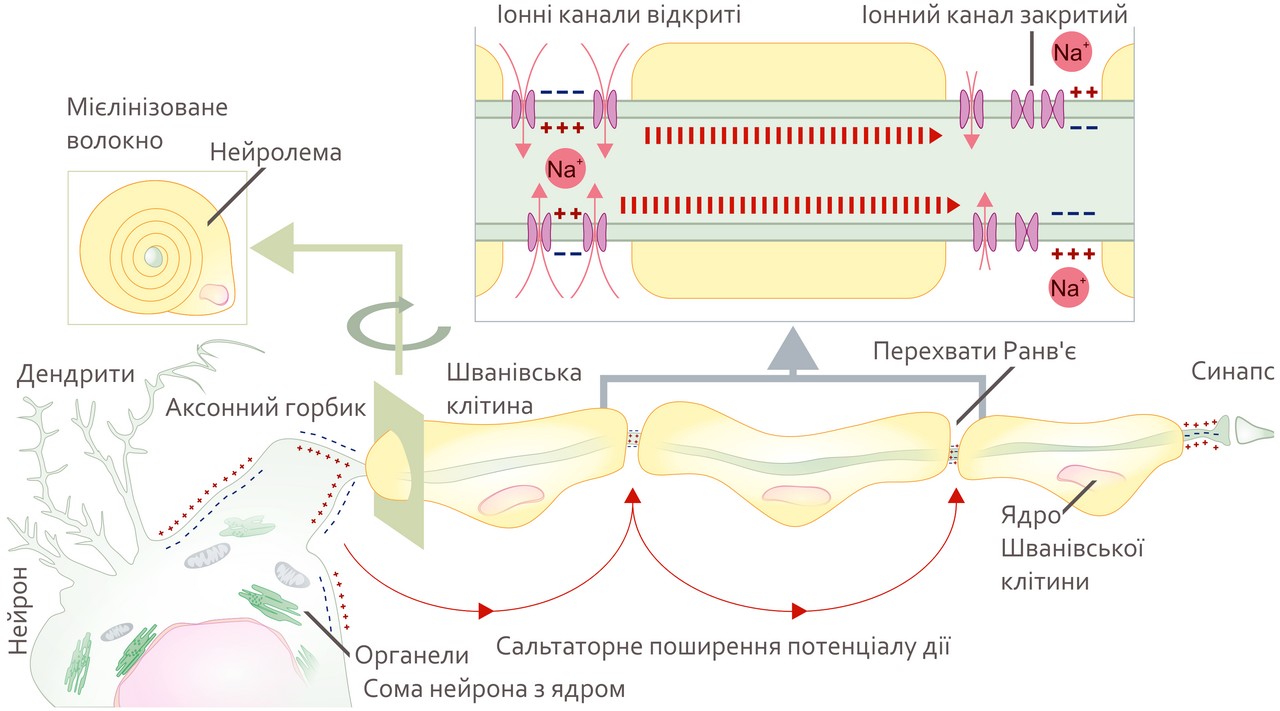 Іонні канали відкриті
Іонний канал закритий
Na+
+ +
– –
– – –
+ + +
Na+
+ +
– –
– – –
+ + +
Na+
Мієлінізоване
волокно
Нейролема
Дендрити
Аксонний горбик
Шванівська
клітина
Перехвати Ранв'є
Синапс
Ядро
Шванівської
клітини
Нейрон
Сальтаторне поширення потенціалу дії
Органели
Сома нейрона з ядром